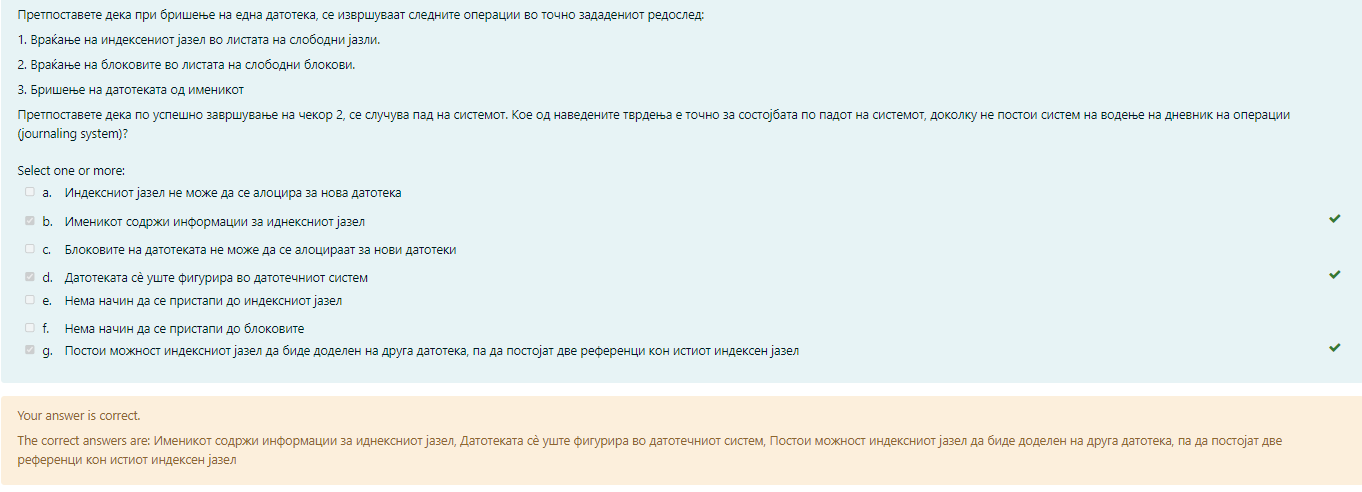 Претпоставете дека при бришење на една датотека, се извршуваат следните операции во точно зададениот редослед:
1. Враќање на индексениот јазел во листата на слободни јазли.
2. Враќање на блоковите во листата на слободни блокови.
3. Бришење на датотеката од именикот
Претпоставете дека по успешно завршување на чекор 2, се случува пад на системот. Кое од наведените тврдења е точно за состојбата по падот на системот, доколку не постои систем на водење на дневник на операции
(journaling system)?
Select one or more:
a. Индексниот јазел не може да се алоцира за нова датотека
b. Именикот содржи информации за иднексниот јазел
c. Блоковите на датотеката не може да се алоцираат за нови датотеки
d. Датотеката сѐ уште фигурира во датотечниот систем
e. Нема начин да се пристапи до индексниот јазел
f. Нема начин да се пристапи до блоковите
g. Постои можност индексниот јазел да биде доделен на друга датотека, па да постојат две референци кон истиот индексен јазел
Your answer is correct.
The correct answers are: Именикот содржи информации за иднексниот јазел, Датотеката сѐ уште фигурира во датотечниот систем, Постои можност индексниот јазел да биде доделен на друга датотека, па да постојат две
референци кон истиот индексен јазел